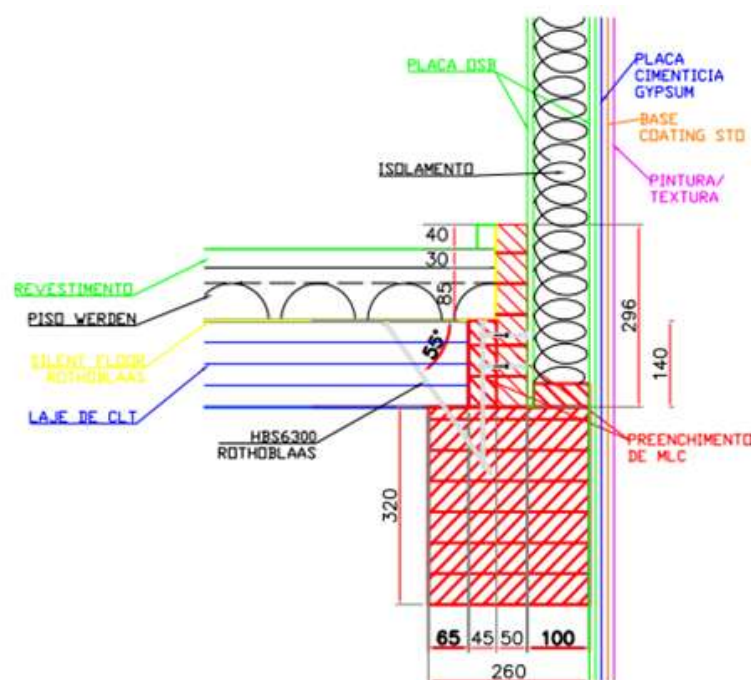 PLACA OSB
PLACA
CIMENTICIA
GYPSUM
BASE
COATING STO
ISOLAMENTO
PINTURA/
TEXTURA
40
30
85
REVESTIMENTO
PISO WERDEN
SILENT FLOOR
ROTHOBLAAS
55°
296
140
LAJE DE CLT
HBS6300
ROTHOBLAAS
PREENCHIMENTO
DE MLC
320
65
45
50
100
260